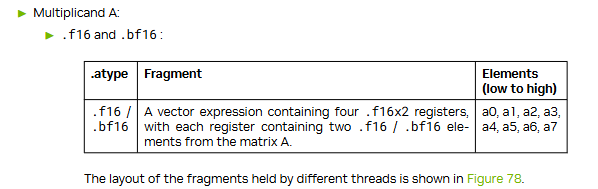 Multiplicand A:
.f16 and .bf16:
.atype Fragment Elements
(low to high)
.f16 / A vector expression containing four .f16x2 registers, a0, a1, a2, a3,
.bf16 with each register containing two .f16 / .bf16 ele- a4, a5, a6, a7
ments from the matrix A.
The layout of the fragments held by different threads is shown in Figure 78.